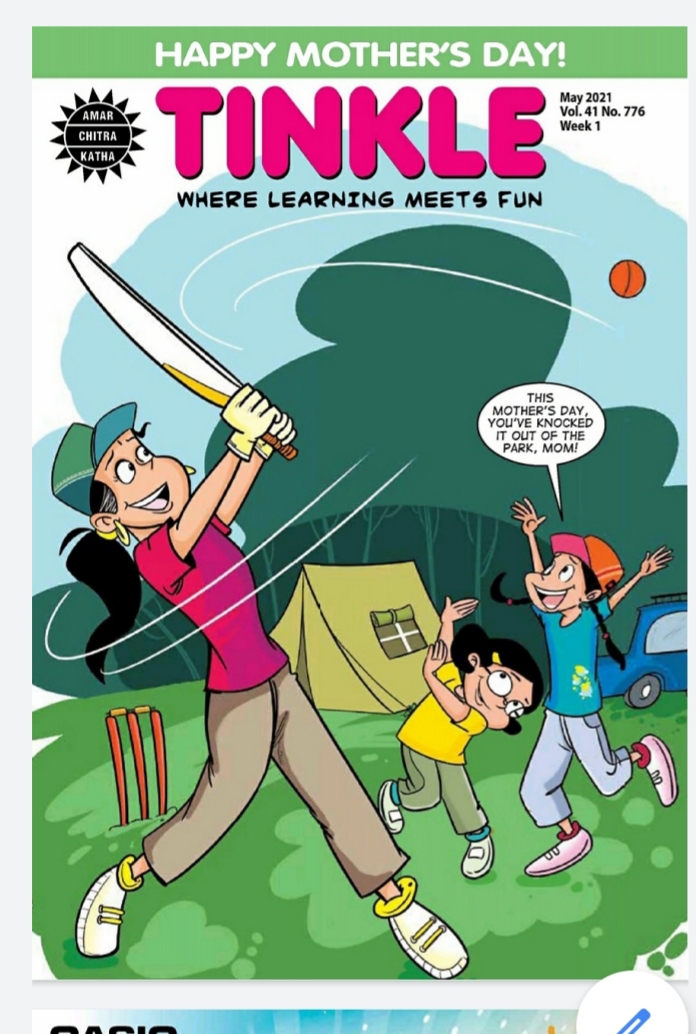 HAPPY MOTHER'S DAY!
AMAR
CHITRA
KATHA
TINKLE
May 2021
Vol. 41 No. 776
Week 1
WHERE LEARNING MEETS FUN
THIS
MOTHER'S DAY,
YOU'VE KNOCKED
IT OUT OF THE
PARK, MOM!
CASIO